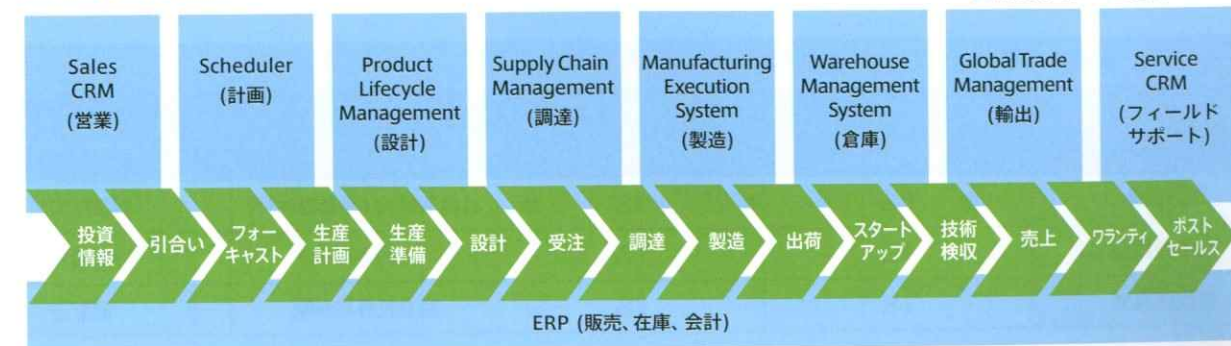 Sales
CRM
(営業)
Scheduler
(計画)
Product
Lifecycle
Management
(設計)
Supply Chain
Management
(調達)
Manufacturing
Execution
System
(製造)
Warehouse
Management
System
(倉庫)
Global Trade
Management
(輸出)
Service
CRM
(フィールド
サポート)
投資
情報
引合い
フォー
キャスト
生産
計画
生産
準備
設計
受注
調達
製造
出荷
スタート
アップ
技術
検収
売上
ワランティ
ポスト
セールス
ERP (販売、在庫、会計)